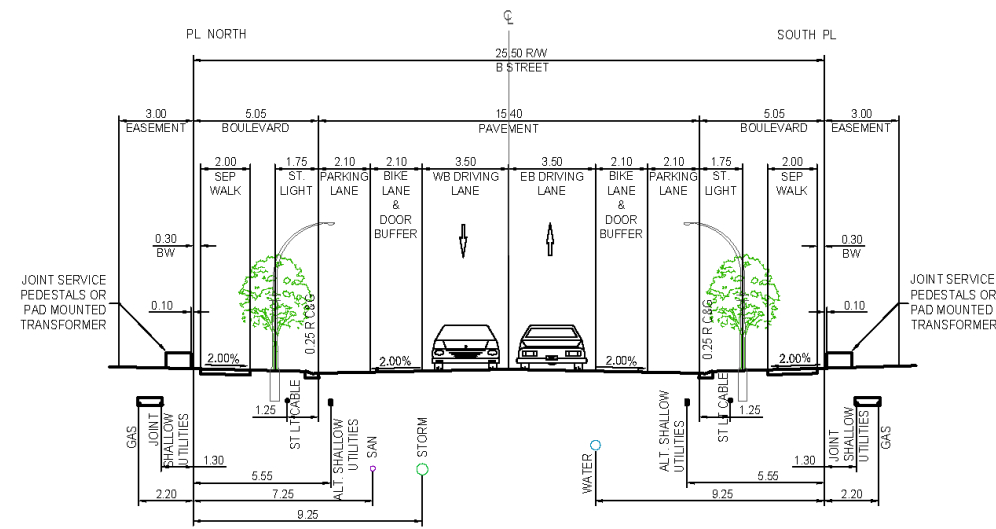 ℄
PL NORTH
SOUTH PL
25.50 R/W
B STREET
3.00
5.05
15.40
5.05
3.00
EASEMENT
BOULEVARD
PAVEMENT
BOULEVARD
EASEMENT
2.00
1.75
2.10
2.10
3.50
3.50
2.10
2.10
1.75
2.00
SEP
WALK
ST.
LIGHT
PARKING
LANE
BIKE
LANE
&
DOOR
BUFFER
WB DRIVING
LANE
EB DRIVING
LANE
BIKE
LANE
&
DOOR
BUFFER
PARKING
LANE
ST.
LIGHT
SEP
WALK
0.30
BW
0.30
BW
JOINT SERVICE
PEDESTALS OR
PAD MOUNTED
TRANSFORMER
0.10
0.25 R C&G
0.25 R C&G
0.10
JOINT SERVICE
PEDESTALS OR
PAD MOUNTED
TRANSFORMER
2.00%
2.00%
2.00%
2.00%
GAS
JOINT
SHALLOW
UTILITIES
1.25
ST LT CABLE
ALT. SHALLOW
UTILITIES
SAN
STORM
WATER
ALT. SHALLOW
UTILITIES
ST LT CABLE
1.25
JOINT
SHALLOW
UTILITIES
GAS
1.30
1.30
5.55
5.55
2.20
7.25
9.25
2.20
9.25